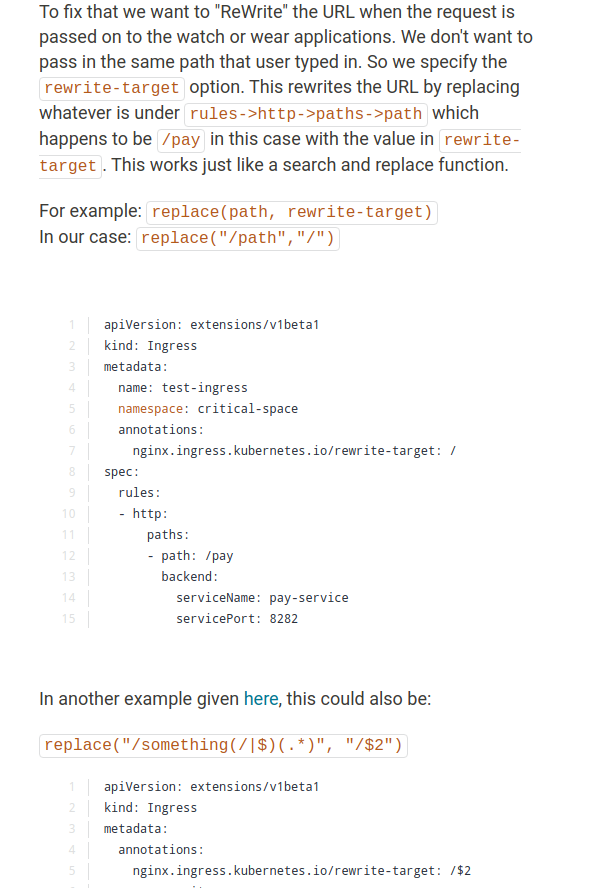 To fix that we want to "ReWrite" the URL when the request is
passed on to the watch or wear applications. We don't want to
pass in the same path that user typed in. So we specify the
rewrite-target option. This rewrites the URL by replacing
whatever is under rules->http->paths->path which
happens to be /pay in this case with the value in rewrite-
target. This works just like a search and replace function.
For example: replace(path, rewrite-target)
In our case: replace("/path","/")
1 apiVersion: extensions/v1beta1
2 kind: Ingress
3 metadata:
4   name: test-ingress
5   namespace: critical-space
6   annotations:
7     nginx.ingress.kubernetes.io/rewrite-target: /
8 spec:
9   rules:
10   - http:
11       paths:
12       - path: /pay
13         backend:
14           serviceName: pay-service
15           servicePort: 8282
In another example given here, this could also be:
replace("/something(/|$)(.*)", "/$2")
1 apiVersion: extensions/v1beta1
2 kind: Ingress
3 metadata:
4   annotations:
5     nginx.ingress.kubernetes.io/rewrite-target: /$2